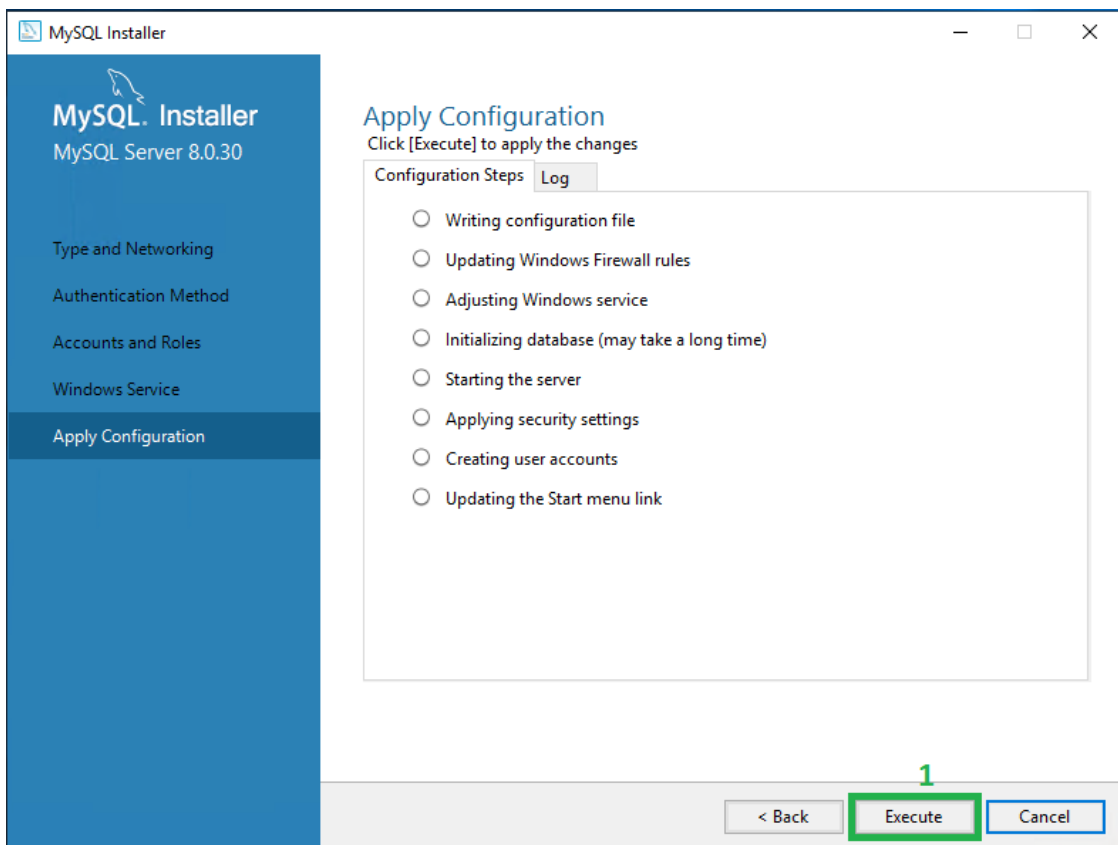 MySQL Installer
MySQL. Installer
MySQL Server 8.0.30
Type and Networking
Authentication Method
Accounts and Roles
Windows Service
Apply Configuration
Apply Configuration
Click [Execute] to apply the changes
Configuration Steps Log
Writing configuration file
Updating Windows Firewall rules
Adjusting Windows service
Initializing database (may take a long time)
Starting the server
Applying security settings
Creating user accounts
Updating the Start menu link
1
< Back Execute Cancel